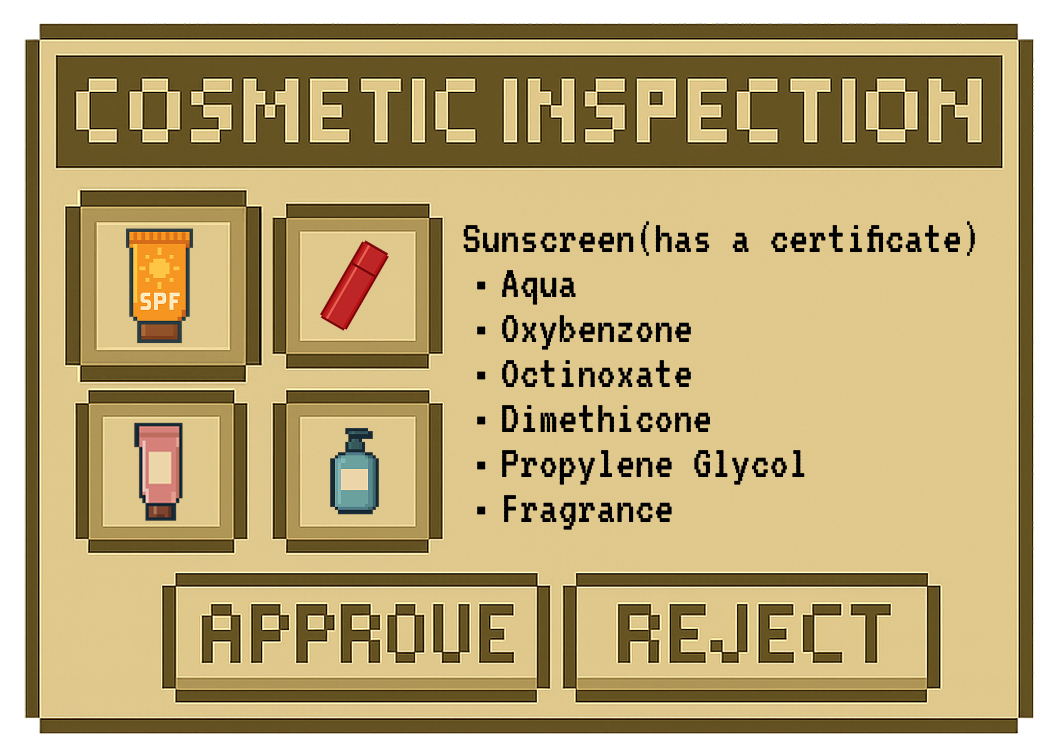 COSMETIC INSPECTION
SPF
Sunscreen(has a certificate)
▪ Aqua
▪ Oxybenzone
▪ Octinoxate
▪ Dimethicone
▪ Propylene Glycol
▪ Fragrance
APPROVE
REJECT